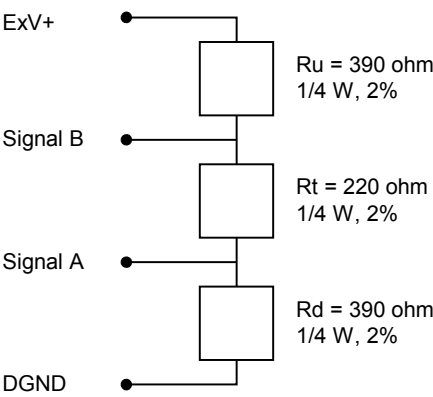 ExV+
Ru = 390 ohm
1/4 W, 2%
Signal B
Rt = 220 ohm
1/4 W, 2%
Signal A
Rd = 390 ohm
1/4 W, 2%
DGND